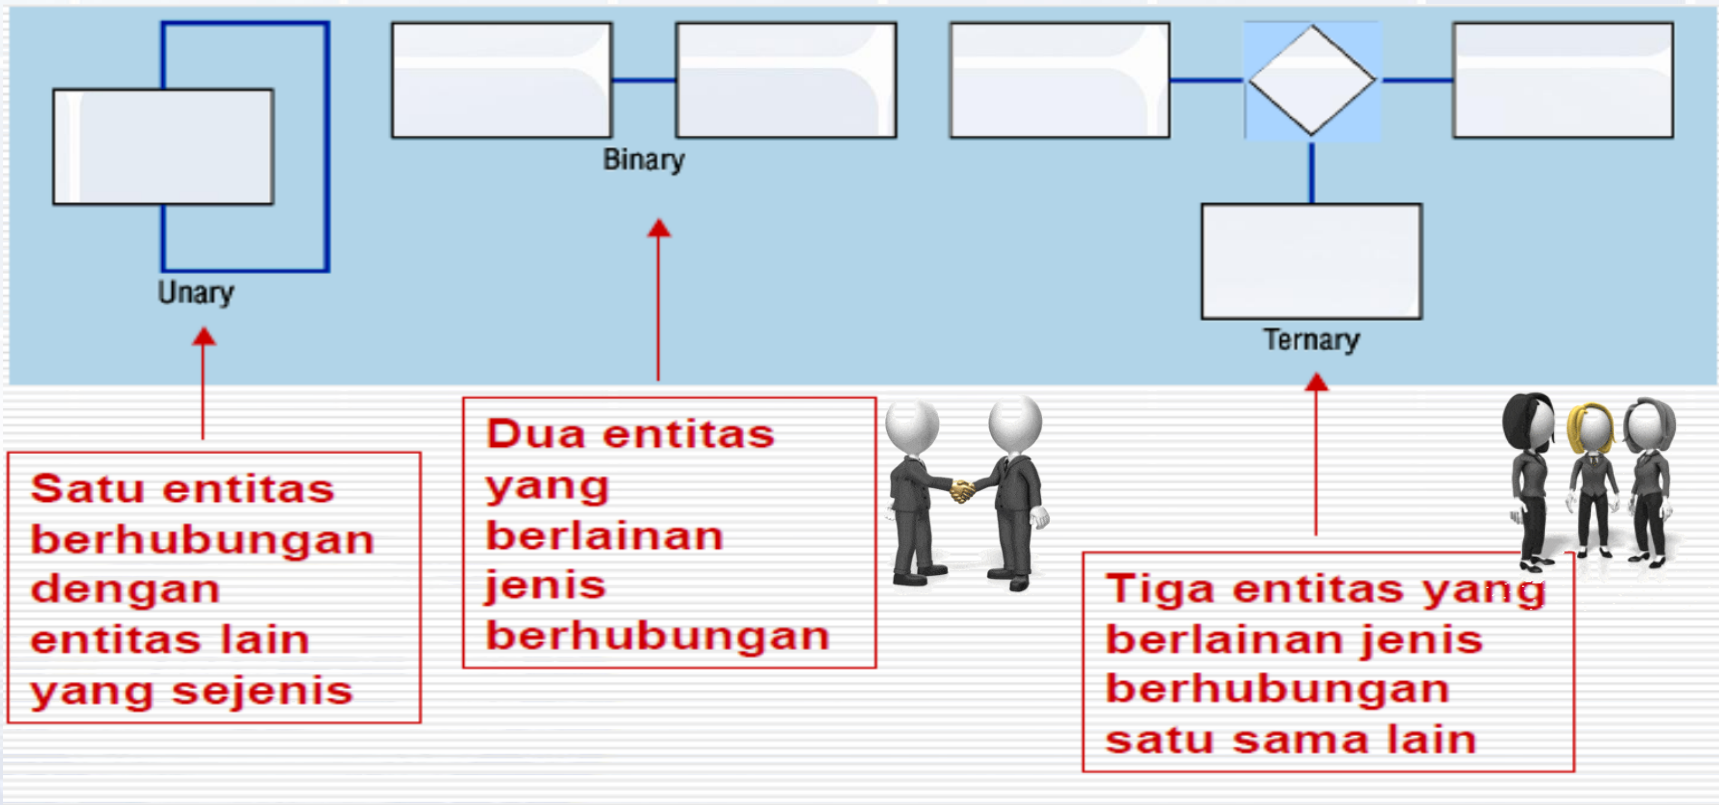 Unary
Binary
Ternary
Satu entitas
berhubungan
dengan
entitas lain
yang sejenis
Dua entitas
yang
berlainan
jenis
berhubungan
Tiga entitas yang
berlainan jenis
berhubungan
satu sama lain